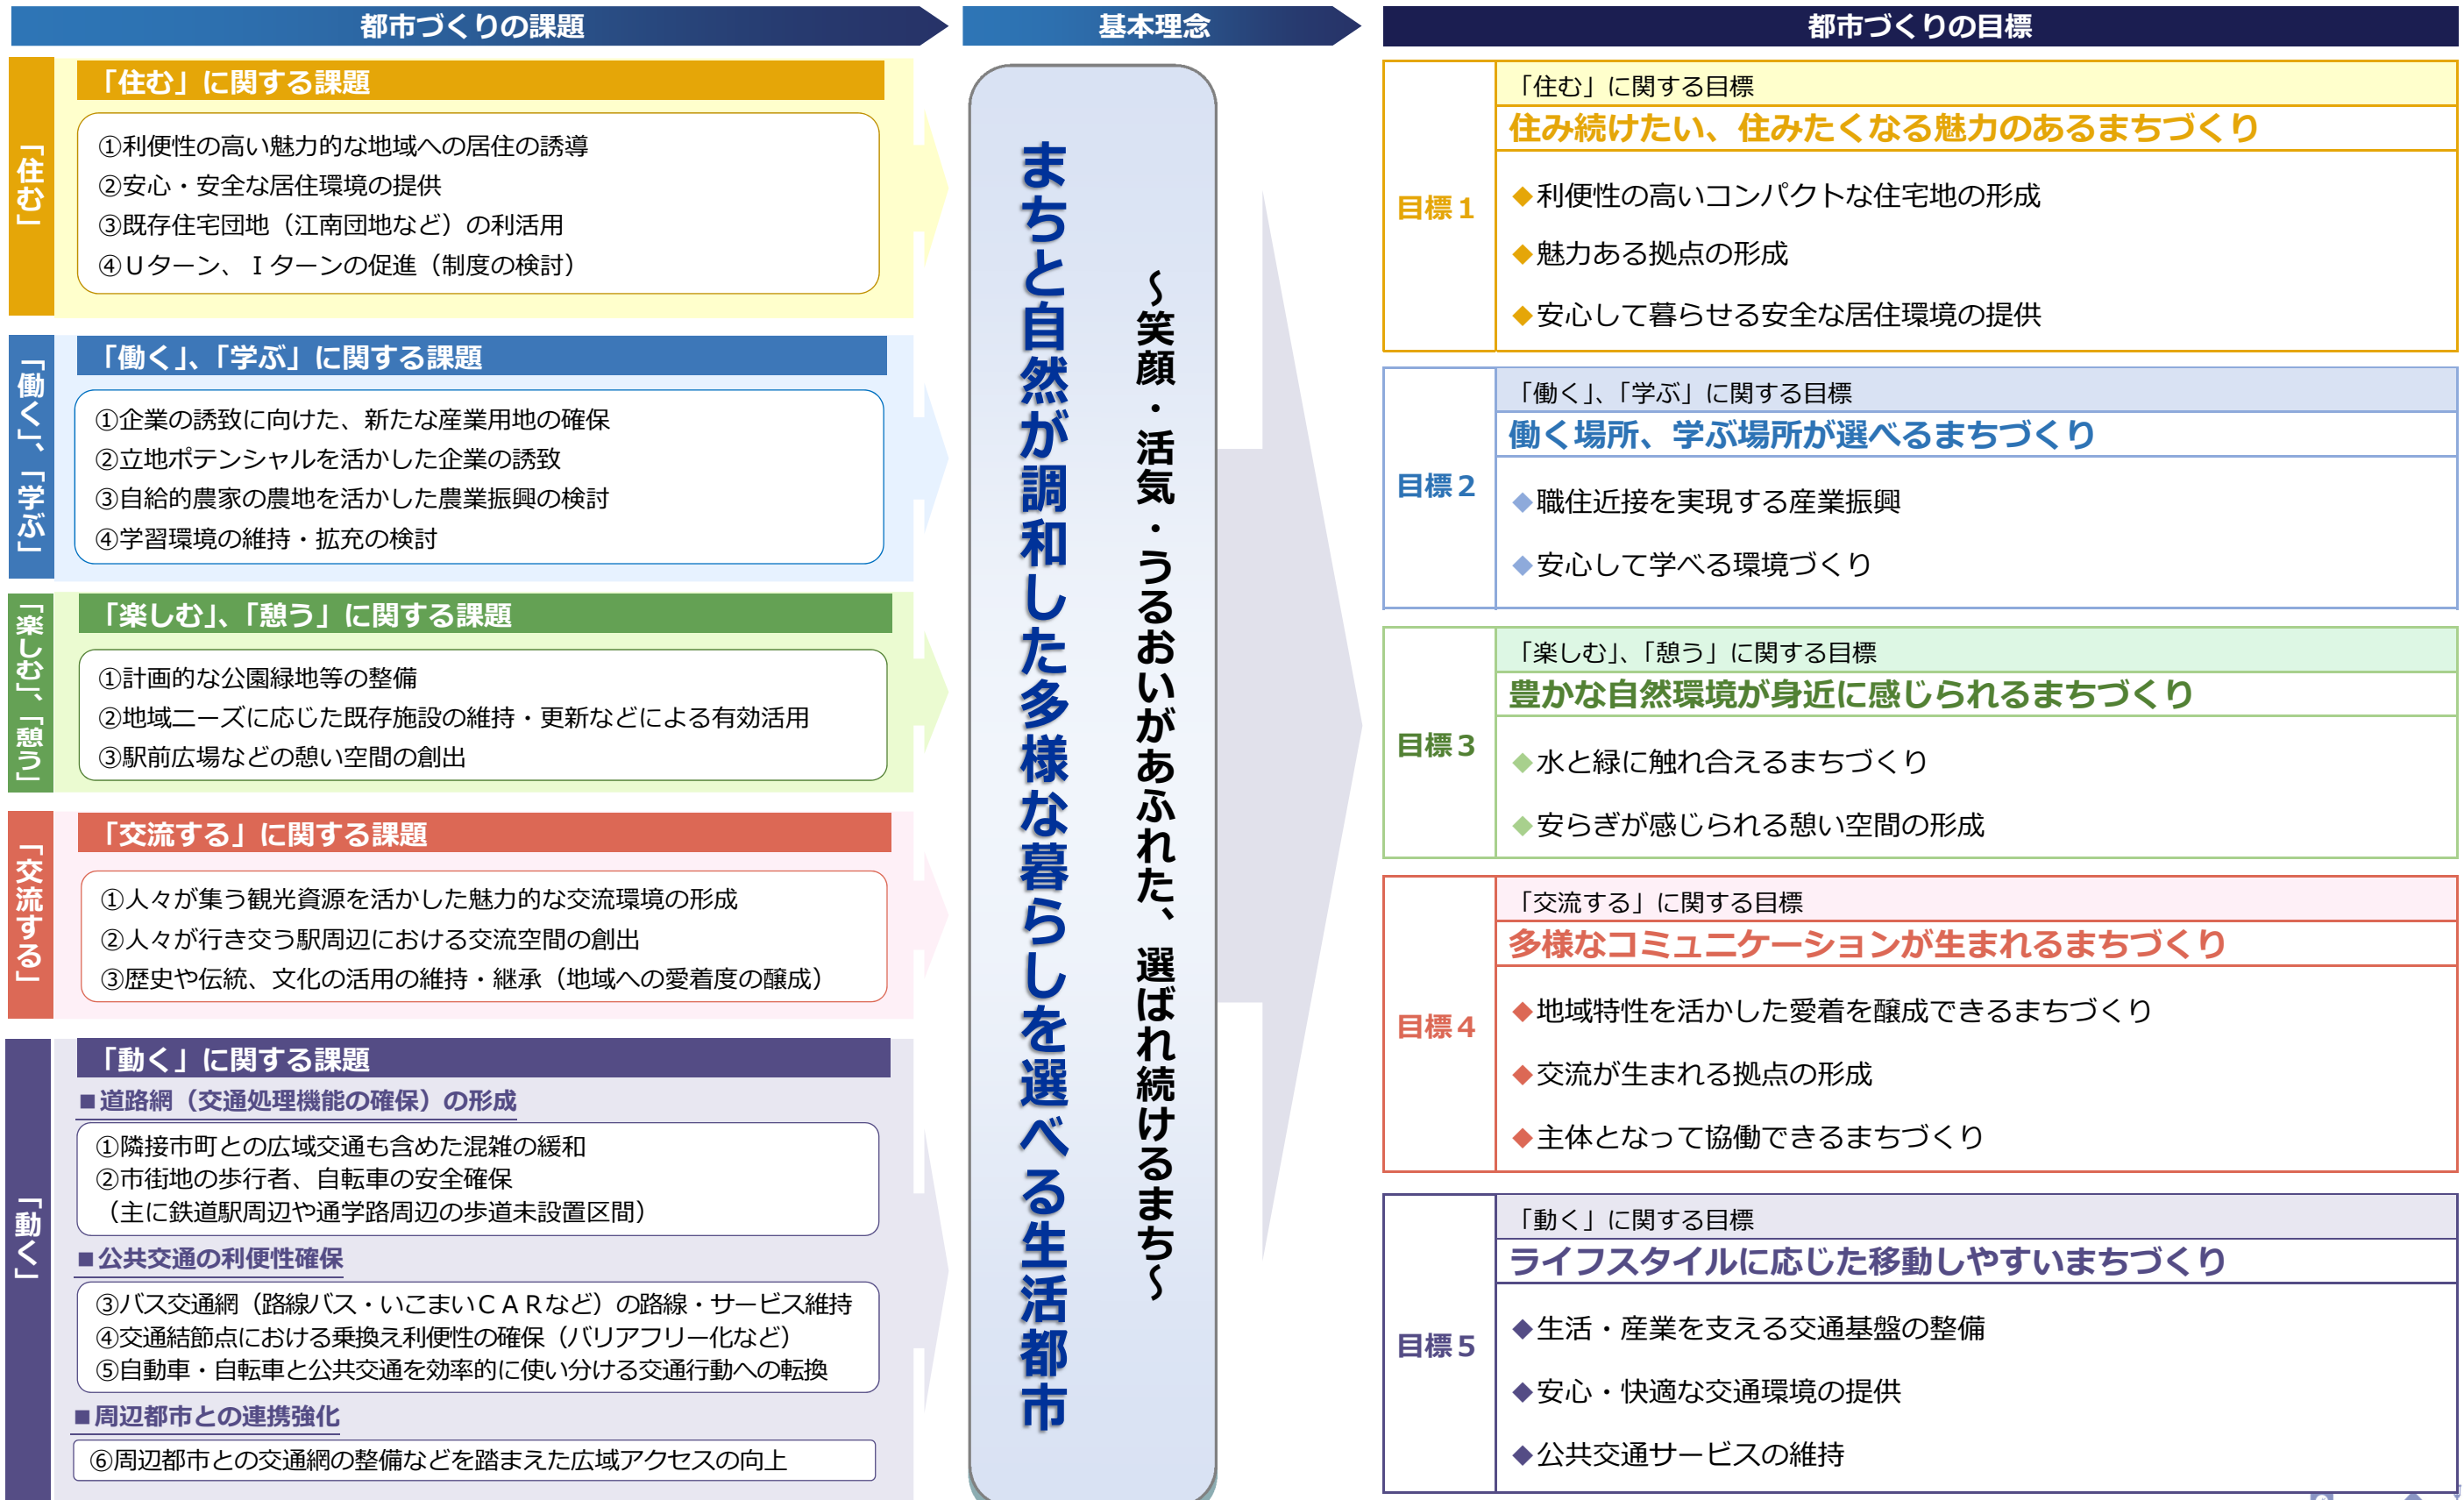 都市づくりの課題
「住む」
「住む」に関する課題
①利便性の高い魅力的な地域への居住の誘導
②安心・安全な居住環境の提供
③既存住宅団地（江南団地など）の利活用
④Ｕターン、Ｉターンの促進（制度の検討）
「働く」、「学ぶ」
「働く」、「学ぶ」に関する課題
①企業の誘致に向けた、新たな産業用地の確保
②立地ポテンシャルを活かした企業の誘致
③自給的農家の農地を活かした農業振興の検討
④学習環境の維持・拡充の検討
「楽しむ」、「憩う」
「楽しむ」、「憩う」に関する課題
①計画的な公園緑地等の整備
②地域ニーズに応じた既存施設の維持・更新などによる有効活用
③駅前広場などの憩い空間の創出
「交流する」
「交流する」に関する課題
①人々が集う観光資源を活かした魅力的な交流環境の形成
②人々が行き交う駅周辺における交流空間の創出
③歴史や伝統、文化の活用の維持・継承（地域への愛着度の醸成）
「動く」
「動く」に関する課題
■道路網（交通処理機能の確保）の形成
①隣接市町との広域交通も含めた混雑の緩和
②市街地の歩行者、自転車の安全確保
（主に鉄道駅周辺や通学路周辺の歩道未設置区間）
■公共交通の利便性確保
③バス交通網（路線バス・いこまいＣＡＲなど）の路線・サービス維持
④交通結節点における乗換え利便性の確保（バリアフリー化など）
⑤自動車・自転車と公共交通を効率的に使い分ける交通行動への転換
■周辺都市との連携強化
⑥周辺都市との交通網の整備などを踏まえた広域アクセスの向上
基本理念
まちと自然が調和した多様な暮らしを選べる生活都市
～笑顔・活気・うるおいがあふれた、選ばれ続けるまち～
都市づくりの目標
目標１
「住む」に関する目標
住み続けたい、住みたくなる魅力のあるまちづくり
◆利便性の高いコンパクトな住宅地の形成
◆魅力ある拠点の形成
◆安心して暮らせる安全な居住環境の提供
目標２
「働く」、「学ぶ」に関する目標
働く場所、学ぶ場所が選べるまちづくり
◆職住近接を実現する産業振興
◆安心して学べる環境づくり
目標３
「楽しむ」、「憩う」に関する目標
豊かな自然環境が身近に感じられるまちづくり
◆水と緑に触れ合えるまちづくり
◆安らぎが感じられる憩い空間の形成
目標４
「交流する」に関する目標
多様なコミュニケーションが生まれるまちづくり
◆地域特性を活かした愛着を醸成できるまちづくり
◆交流が生まれる拠点の形成
◆主体となって協働できるまちづくり
目標５
「動く」に関する目標
ライフスタイルに応じた移動しやすいまちづくり
◆生活・産業を支える交通基盤の整備
◆安心・快適な交通環境の提供
◆公共交通サービスの維持